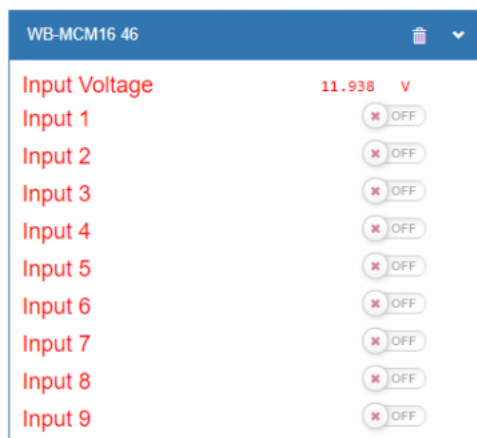 WB-MCM16 46
Input Voltage 11.938 V
Input 1 OFF
Input 2 OFF
Input 3 OFF
Input 4 OFF
Input 5 OFF
Input 6 OFF
Input 7 OFF
Input 8 OFF
Input 9 OFF